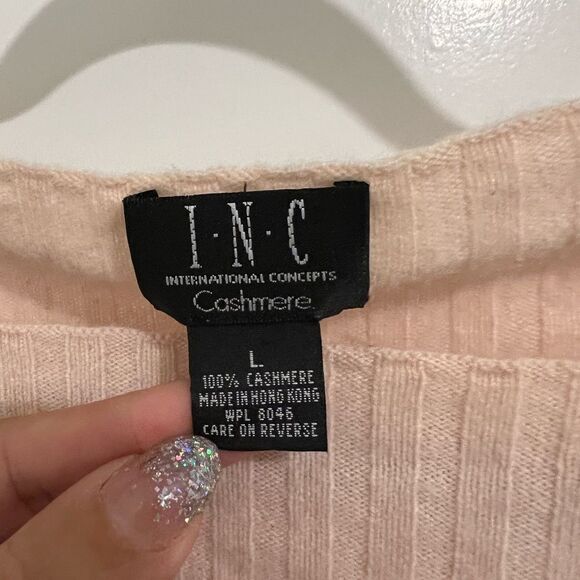 I·N·C
INTERNATIONAL CONCEPTS
Cashmere
L
100% CASHMERE
MADE IN HONG KONG
WPL 8046
CARE ON REVERSE